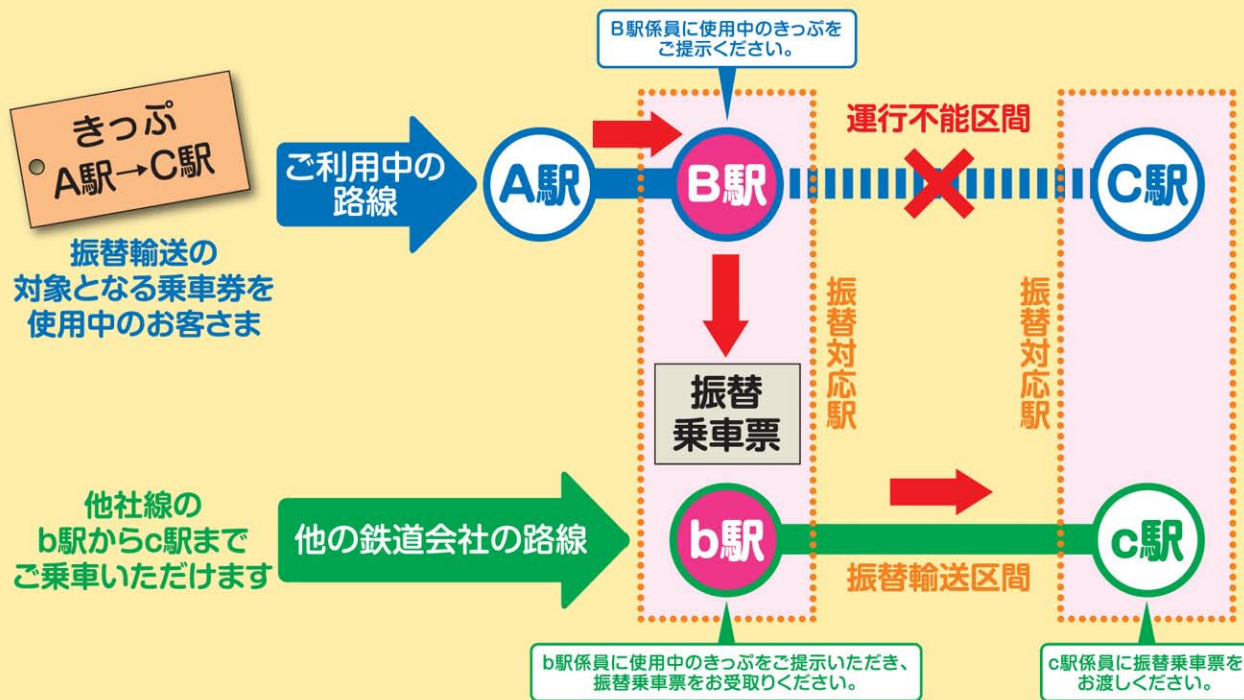 B駅係員に使用中のきっぷを
ご提示ください。
きっぷ
A駅→C駅
振替輸送の
対象となる乗車券を
使用中のお客さま
ご利用中の
路線
A駅
B駅
運行不能区間
C駅
振替対応駅
振替対応駅
振替
乗車票
他社線の
b駅からc駅まで
ご乗車いただけます
他の鉄道会社の路線
b駅
振替輸送区間
c駅
b駅係員に使用中のきっぷをご提示いただき、
振替乗車票をお受取りください。
c駅係員に振替乗車票を
お渡しください。